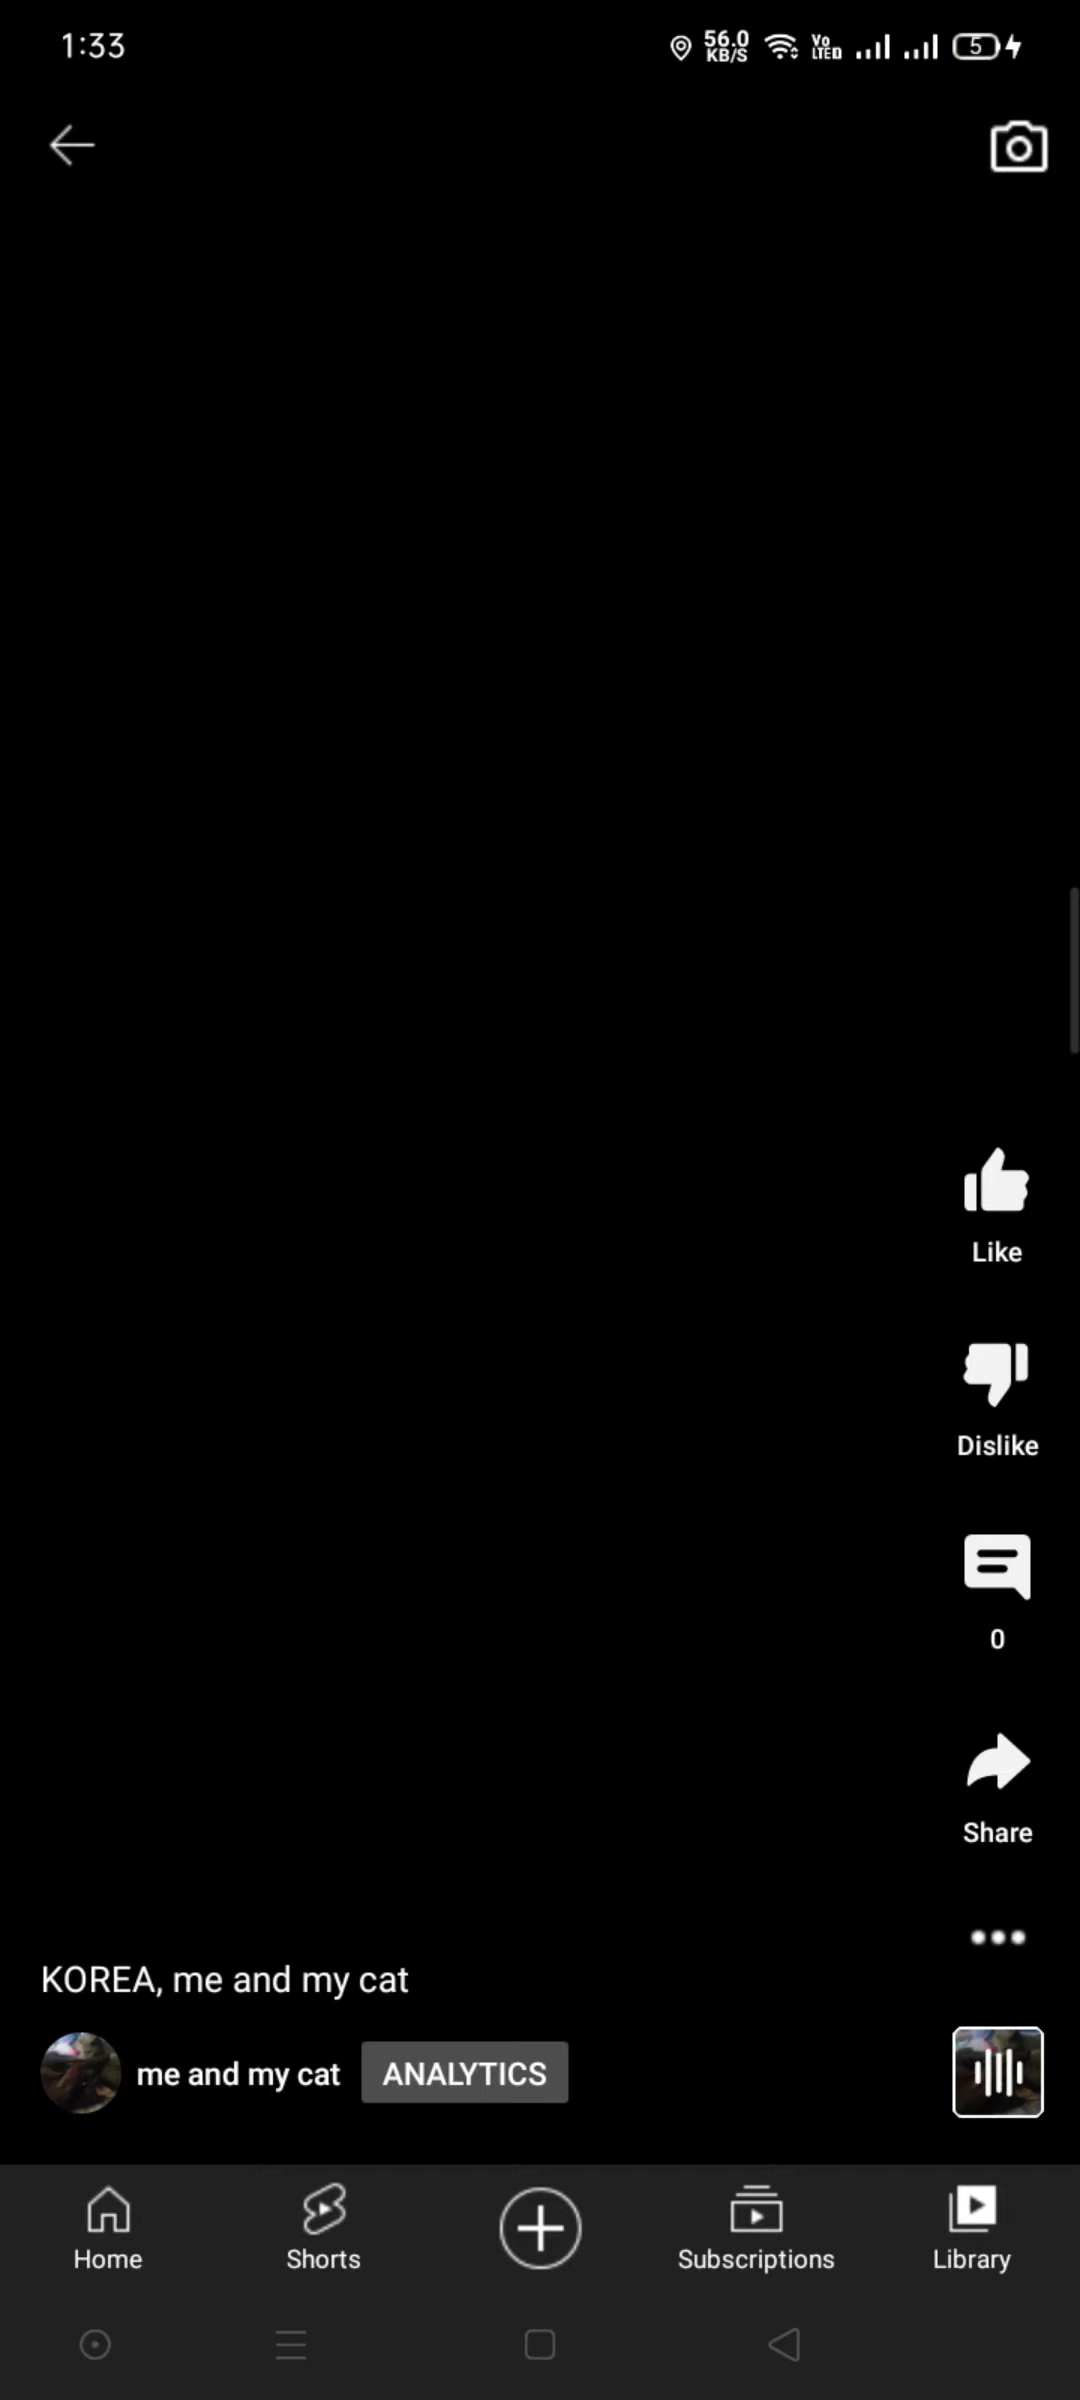 1:33
56.0
KB/S
Vo
LTED
5
Like
Dislike
0
Share
KOREA, me and my cat
me and my cat
ANALYTICS
Home
Shorts
Subscriptions
Library